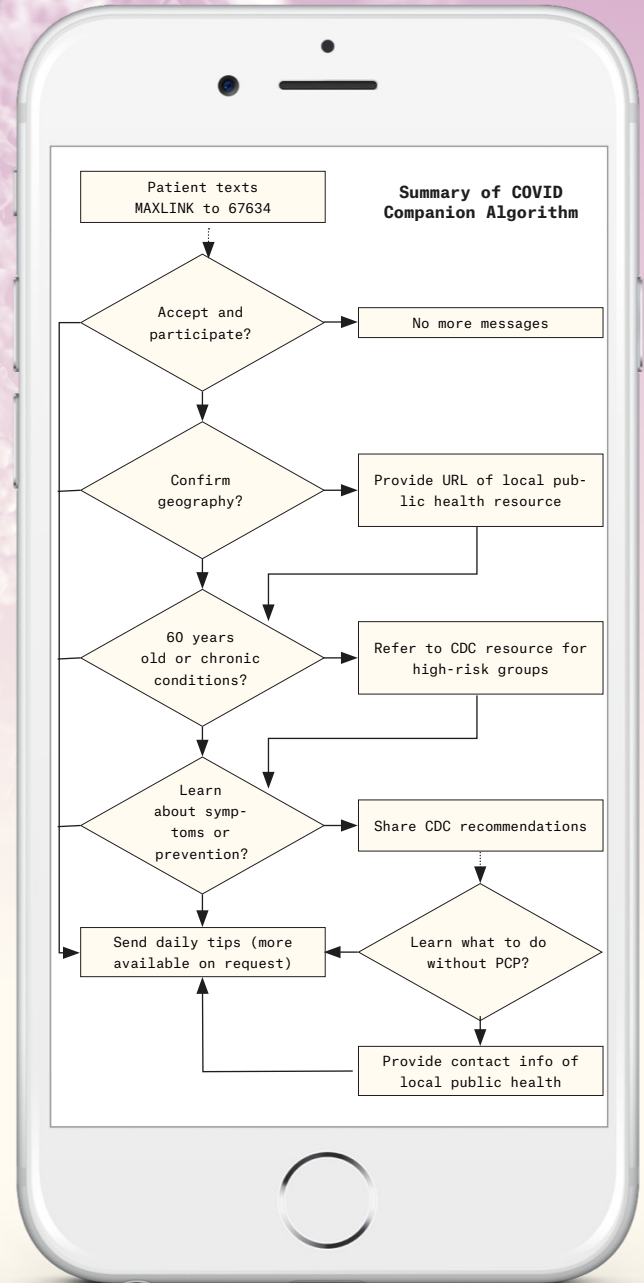 Patient texts
MAXLINK to 67634
Summary of COVID
Companion Algorithm
Accept and
participate?
No more messages
Confirm
geography?
Provide URL of local pub-
lic health resource
60 years
old or chronic
conditions?
Refer to CDC resource for
high-risk groups
Learn
about symp-
toms or
prevention?
Share CDC recommendations
Send daily tips (more
available on request)
Learn what to do
without PCP?
Provide contact info of
local public health